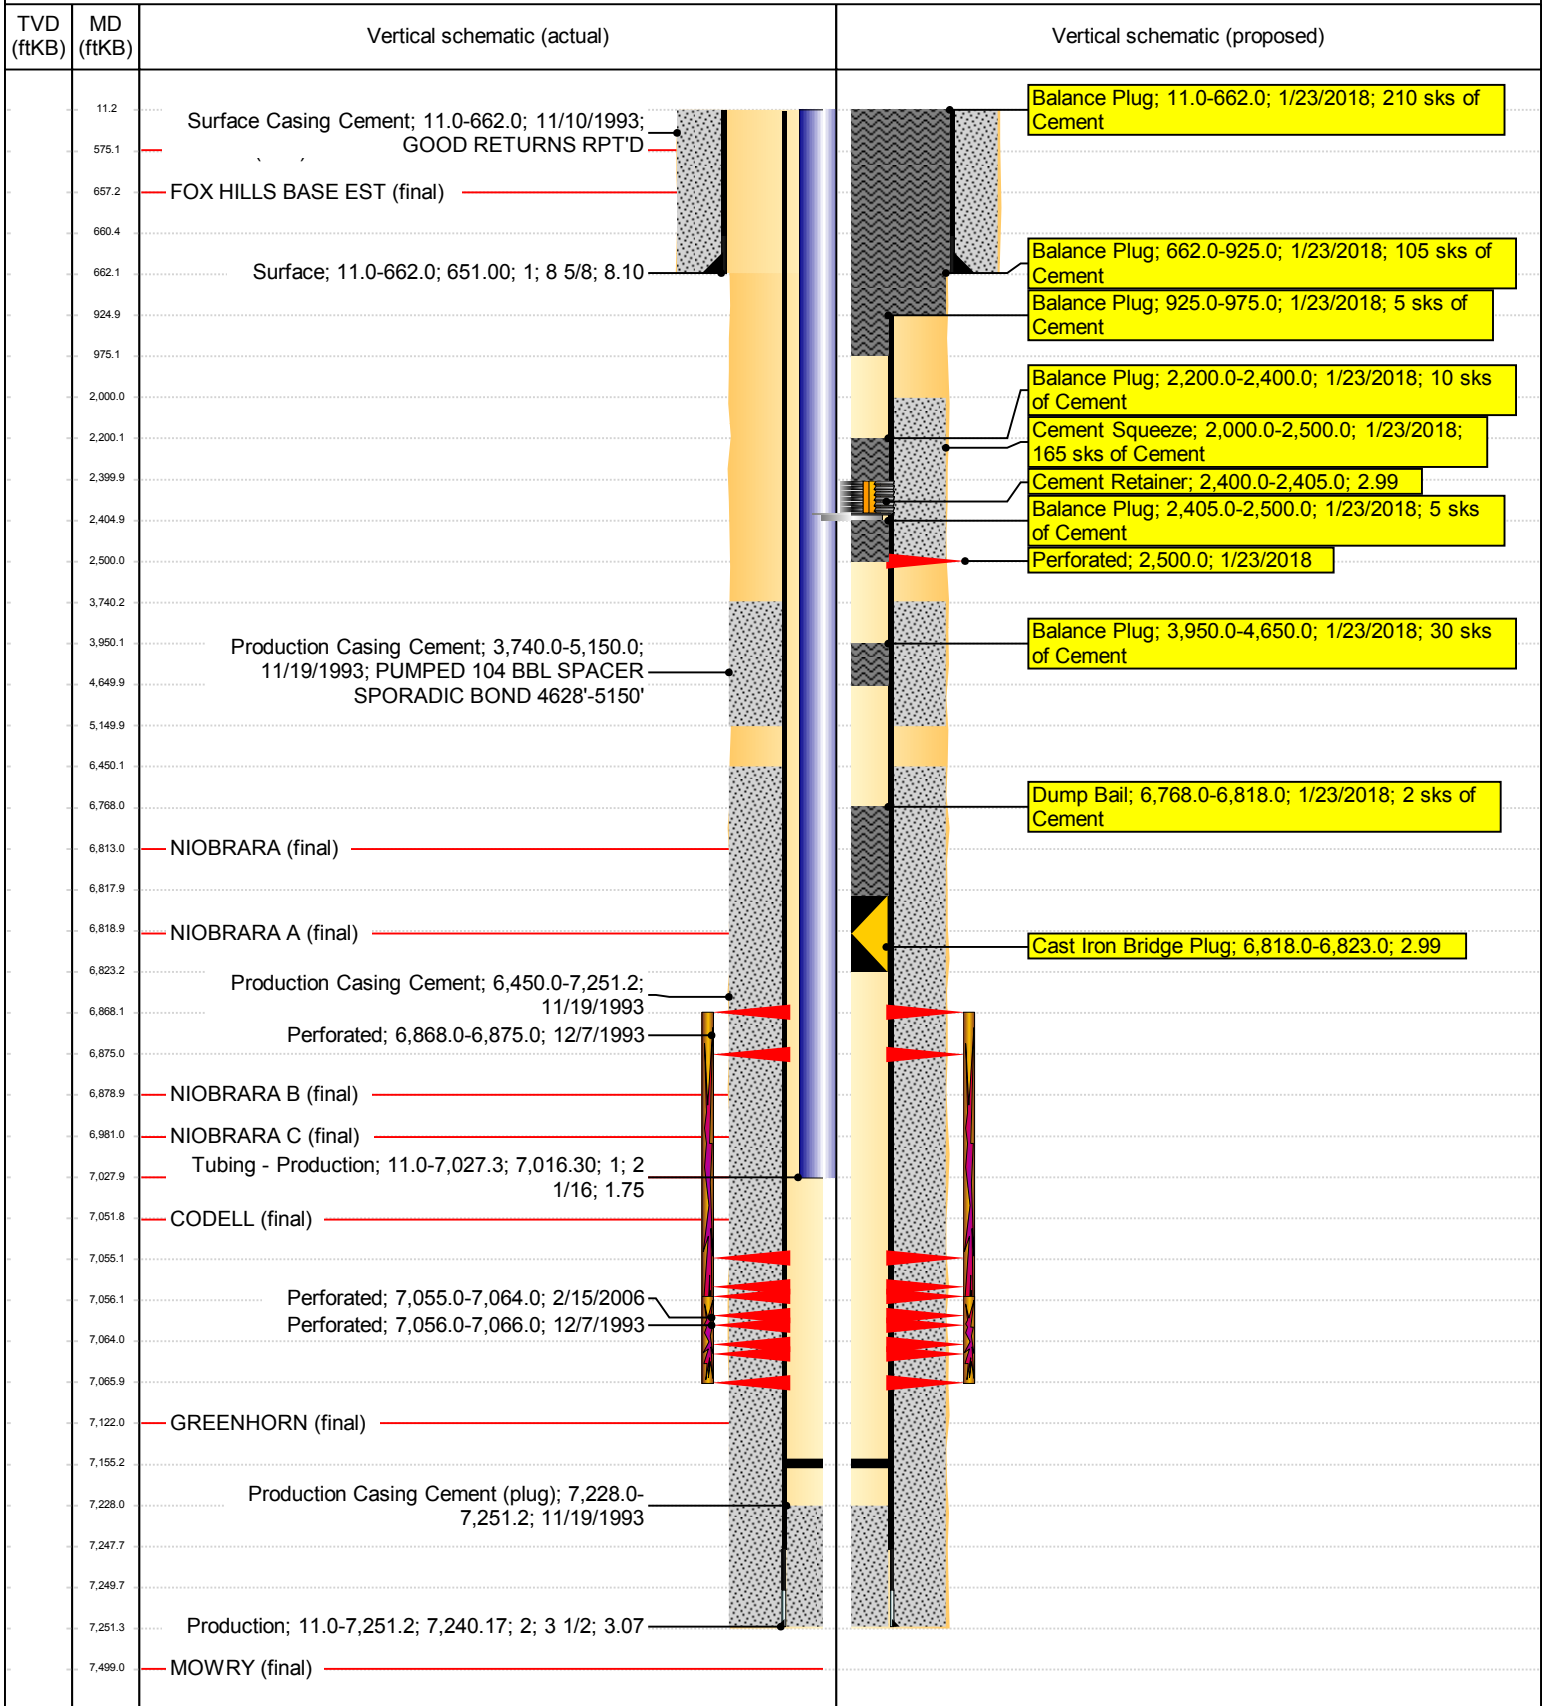 TVD (ftKB)
MD (ftKB)
Vertical schematic (actual)
Vertical schematic (proposed)
11.2
575.1
657.2
660.4
662.1
924.9
975.1
2,000.0
2,200.1
2,399.9
2,404.9
2,500.0
3,740.2
3,950.1
4,649.9
5,149.9
6,450.1
6,768.0
6,813.0
6,817.9
6,818.9
6,823.2
6,868.1
6,875.0
6,878.9
6,981.0
7,027.9
7,051.8
7,055.1
7,056.1
7,064.0
7,065.9
7,122.0
7,155.2
7,228.0
7,247.7
7,249.7
7,251.3
7,499.0
Surface Casing Cement; 11.0-662.0; 11/10/1993;
GOOD RETURNS RPT'D
FOX HILLS BASE EST (final)
Surface; 11.0-662.0; 651.00; 1; 8 5/8; 8.10
Production Casing Cement; 3,740.0-5,150.0;
11/19/1993; PUMPED 104 BBL SPACER
SPORADIC BOND 4628'-5150'
NIOBRARA (final)
NIOBRARA A (final)
Production Casing Cement; 6,450.0-7,251.2;
11/19/1993
Perforated; 6,868.0-6,875.0; 12/7/1993
NIOBRARA B (final)
NIOBRARA C (final)
Tubing - Production; 11.0-7,027.3; 7,016.30; 1; 2
1/16; 1.75
CODELL (final)
Perforated; 7,055.0-7,064.0; 2/15/2006
Perforated; 7,056.0-7,066.0; 12/7/1993
GREENHORN (final)
Production Casing Cement (plug); 7,228.0-
7,251.2; 11/19/1993
Production; 11.0-7,251.2; 7,240.17; 2; 3 1/2; 3.07
MOWRY (final)
Balance Plug; 11.0-662.0; 1/23/2018; 210 sks of
Cement
Balance Plug; 662.0-925.0; 1/23/2018; 105 sks of
Cement
Balance Plug; 925.0-975.0; 1/23/2018; 5 sks of
Cement
Balance Plug; 2,200.0-2,400.0; 1/23/2018; 10 sks
of Cement
Cement Squeeze; 2,000.0-2,500.0; 1/23/2018;
165 sks of Cement
Cement Retainer; 2,400.0-2,405.0; 2.99
Balance Plug; 2,405.0-2,500.0; 1/23/2018; 5 sks
of Cement
Perforated; 2,500.0; 1/23/2018
Balance Plug; 3,950.0-4,650.0; 1/23/2018; 30 sks
of Cement
Dump Bail; 6,768.0-6,818.0; 1/23/2018; 2 sks of
Cement
Cast Iron Bridge Plug; 6,818.0-6,823.0; 2.99